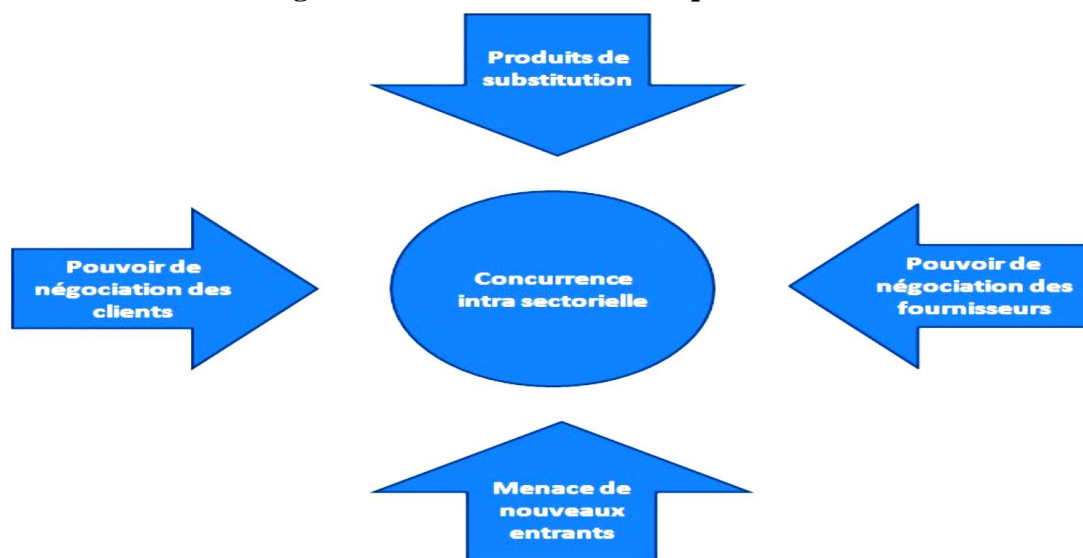 Produits de
substitution
Pouvoir de
négociation des
clients
Concurrence
intra sectorielle
Pouvoir de
négociation des
fournisseurs
Menace de
nouveaux
entrants